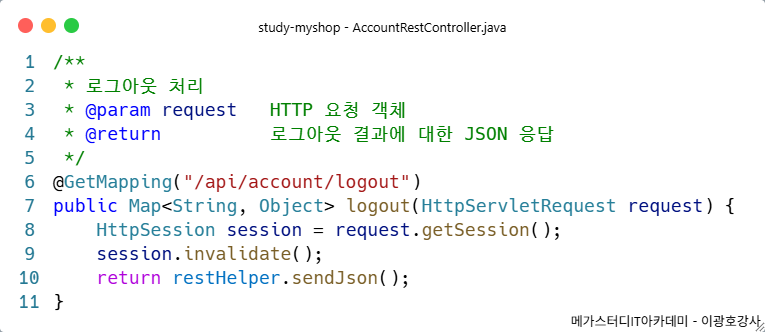 study-myshop - AccountRestController.java
1 /**
2  * 로그아웃 처리
3  * @param request   HTTP 요청 객체
4  * @return          로그아웃 결과에 대한 JSON 응답
5  */
6 @GetMapping("/api/account/logout")
7 public Map<String, Object> logout(HttpServletRequest request) {
8     HttpSession session = request.getSession();
9     session.invalidate();
10     return restHelper.sendJson();
11 }
메가스터디IT아카데미 - 이광호강사